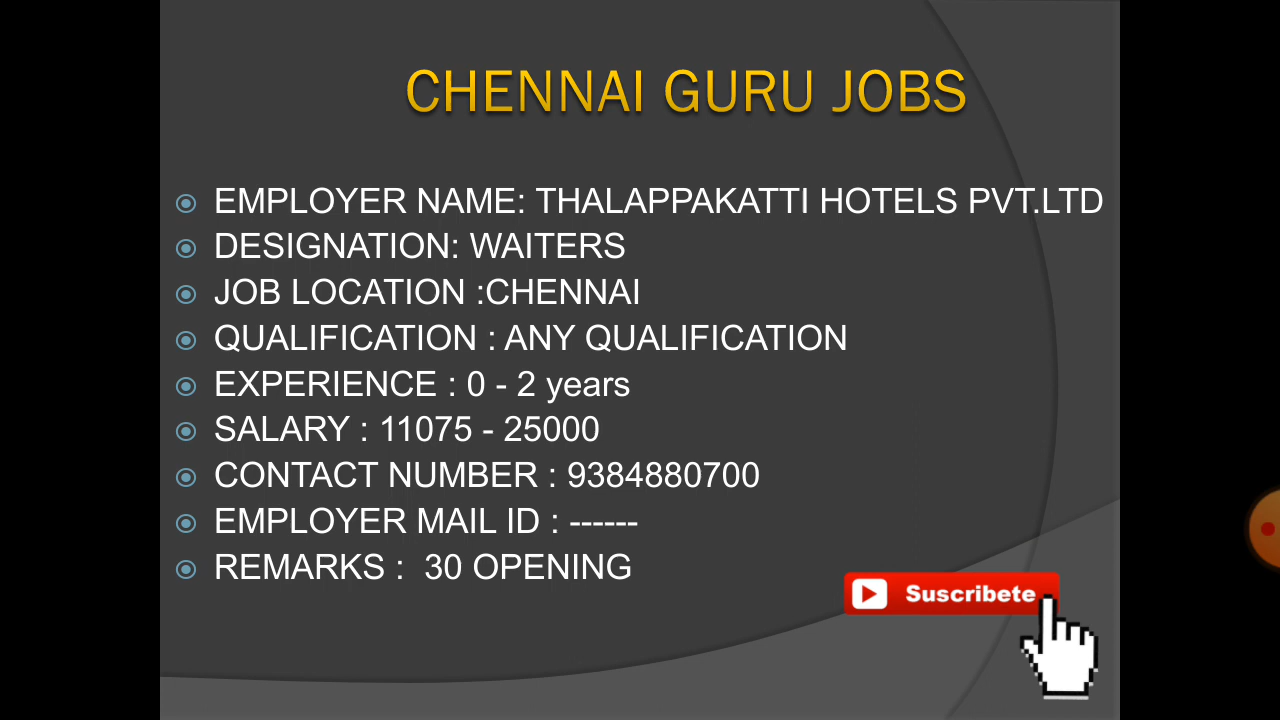 CHENNAI GURU JOBS
EMPLOYER NAME: THALAPPAKATTI HOTELS PVT.LTD
DESIGNATION: WAITERS
JOB LOCATION :CHENNAI
QUALIFICATION : ANY QUALIFICATION
EXPERIENCE : 0 - 2 years
SALARY : 11075 - 25000
CONTACT NUMBER : 9384880700
EMPLOYER MAIL ID : ------
REMARKS :  30 OPENING
Suscribete